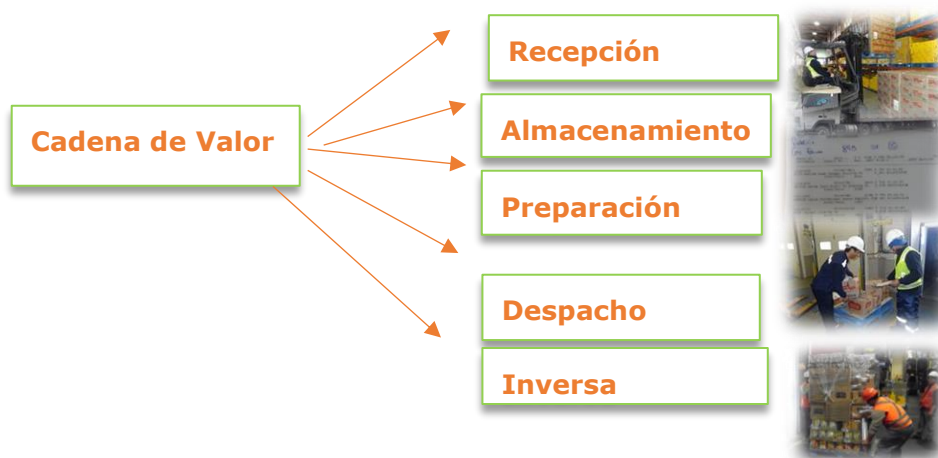 Recepción
Cadena de Valor
Almacenamiento
Preparación
Despacho
Inversa